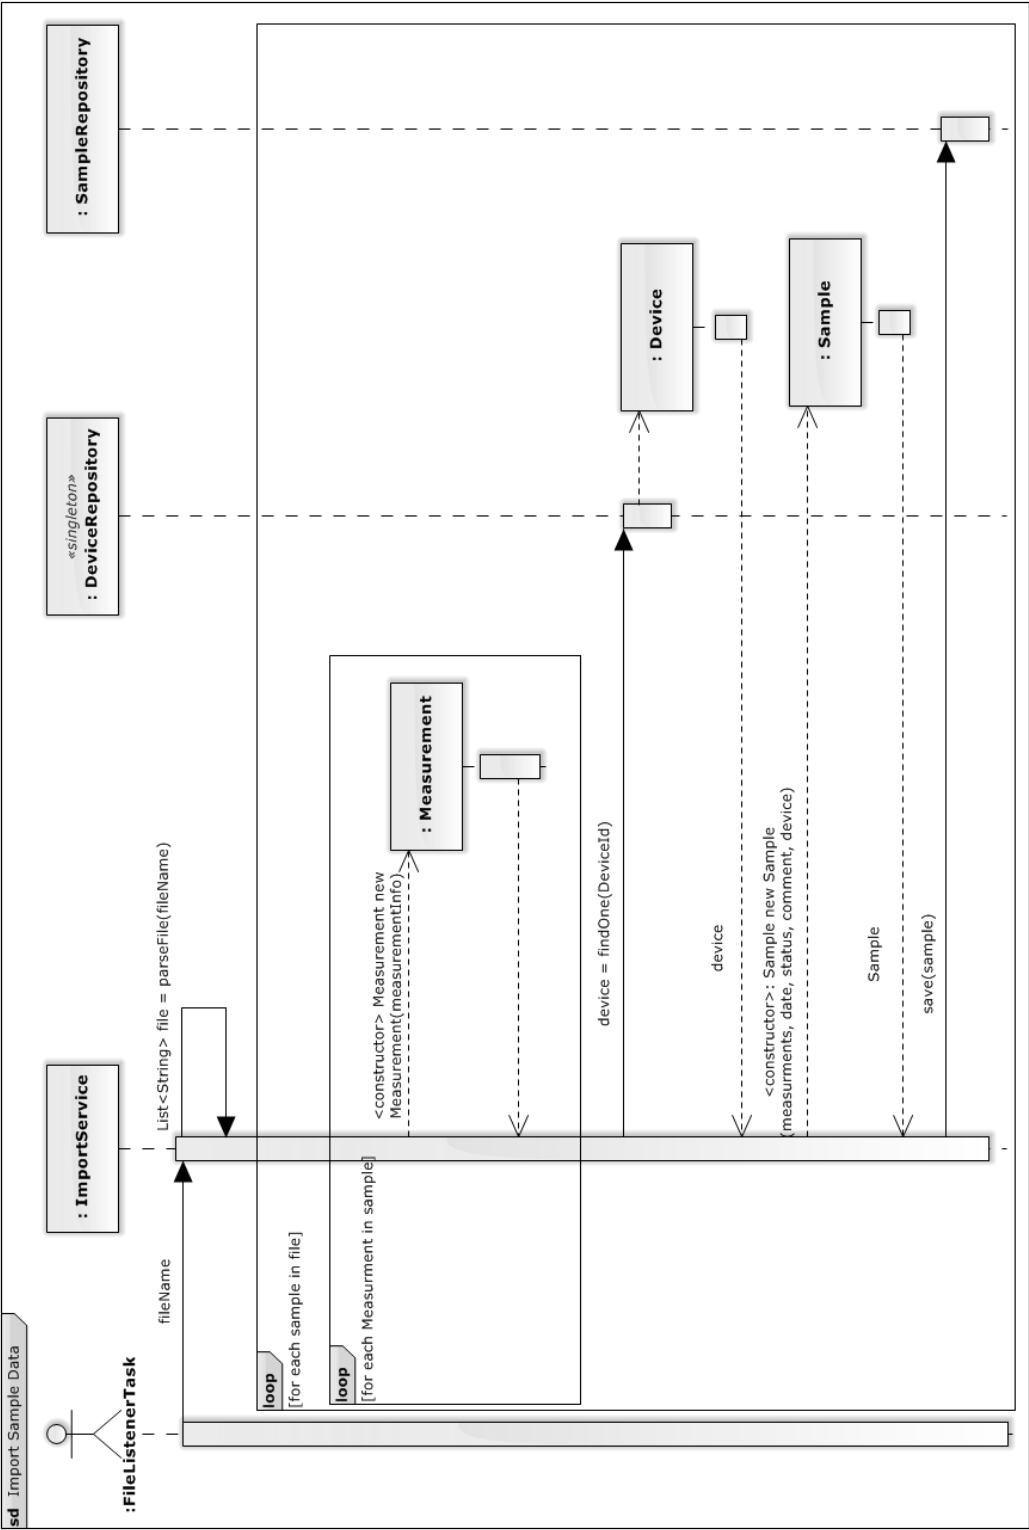 sd Import Sample Data
:FileListenerTask
: ImportService
«singleton»
: DeviceRepository
: SampleRepository
fileName
List<String> file = parseFile(fileName)
loop
[for each sample in file]
loop
[for each Measurment in sample]
<constructor> Measurement new
Measurement(measurementInfo)
: Measurement
device = findOne(DeviceId)
: Device
device
<constructor>: Sample new Sample
(measurments, date, status, comment, device)
: Sample
Sample
save(sample)